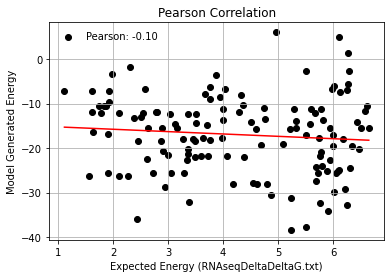 Pearson Correlation
Pearson: -0.10
Model Generated Energy
0
−10
−20
−30
−40
1 2 3 4 5 6
Expected Energy (RNAseqDeltaDeltaG.txt)